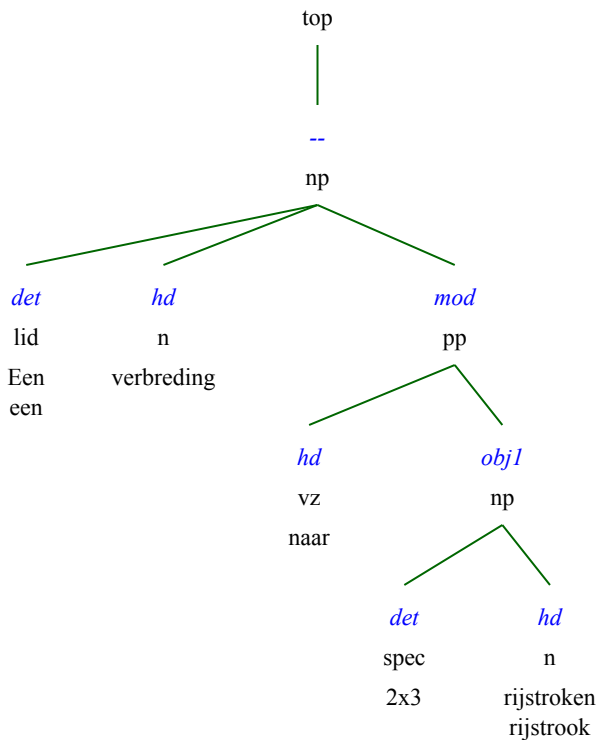 top
--
np
det hd mod
lid n pp
Een verbreding
een
hd obj1
vz np
naar
det hd
spec n
2x3 rijstroken
rijstrook